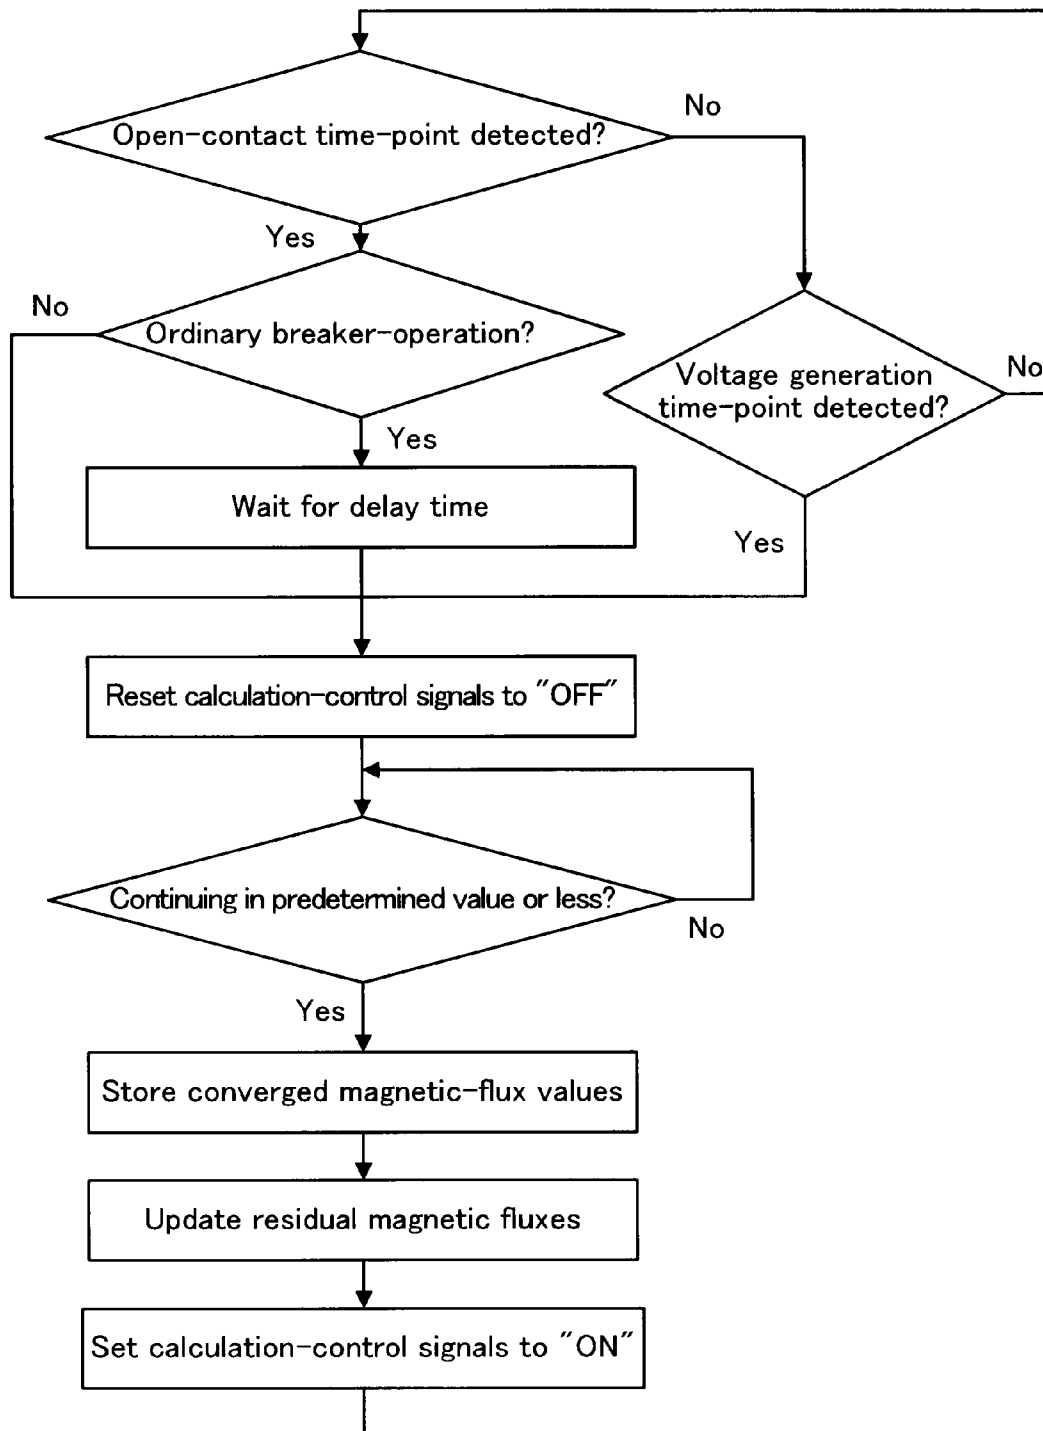 Open-contact time-point detected?
No
Yes
No
Ordinary breaker-operation?
Voltage generation
time-point detected?
No
Yes
Wait for delay time
Yes
Reset calculation-control signals to "OFF"
Continuing in predetermined value or less?
No
Yes
Store converged magnetic-flux values
Update residual magnetic fluxes
Set calculation-control signals to "ON"